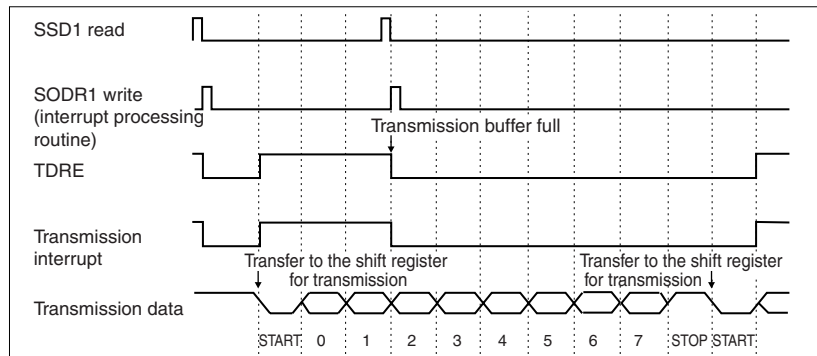 SSD1 read
SODR1 write
(interrupt processing
routine)
Transmission buffer full
TDRE
Transmission
interrupt
Transfer to the shift register
for transmission
Transfer to the shift register
for transmission
Transmission data
START 0 1 2 3 4 5 6 7 STOP START